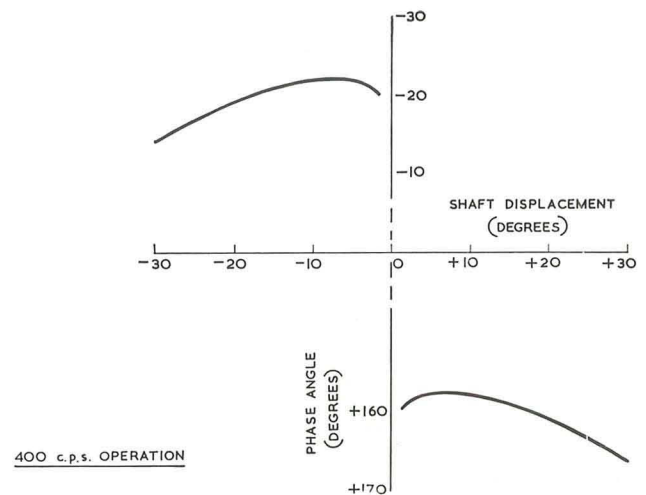 -30
-20
-10
SHAFT DISPLACEMENT
(DEGREES)
-30 -20 -10 0 +10 +20 +30
PHASE ANGLE
(DEGREES)
+160
+170
400 c.p.s. OPERATION